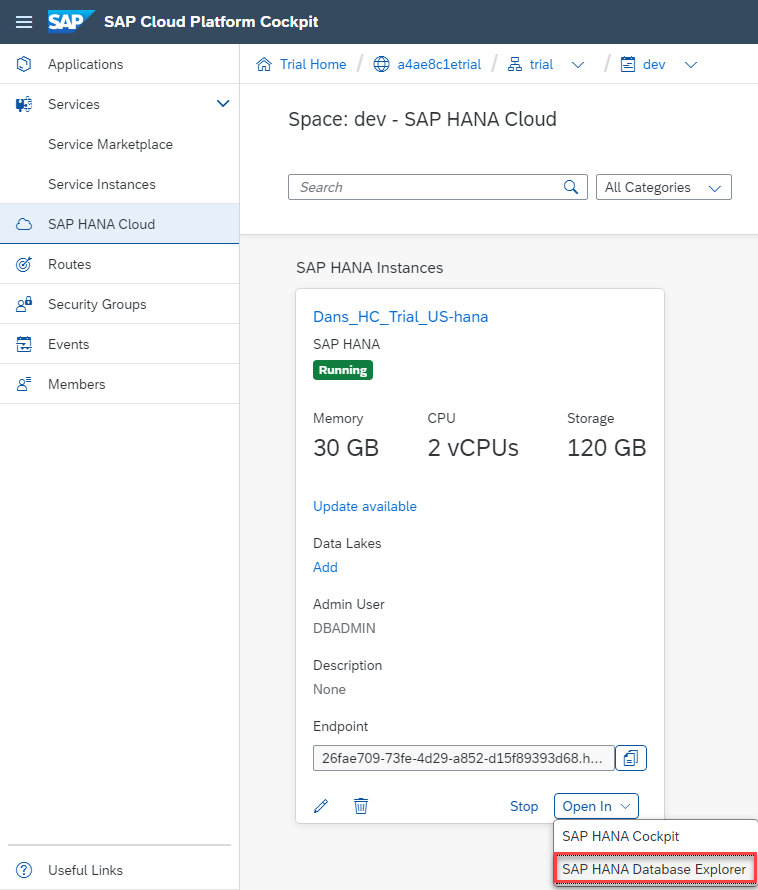 SAP SAP Cloud Platform Cockpit
Applications
Services
Service Marketplace
Service Instances
SAP HANA Cloud
Routes
Security Groups
Events
Members
Useful Links
Trial Home / a4ae8c1etrial / trial / dev
Space: dev - SAP HANA Cloud
Search
All Categories
SAP HANA Instances
Dans_HC_Trial_US-hana
SAP HANA
Running
Memory CPU Storage
30 GB 2 vCPUs 120 GB
Update available
Data Lakes
Add
Admin User
DBADMIN
Description
None
Endpoint
26fae709-73fe-4d29-a852-d15f89393d68.h...
Stop Open In
SAP HANA Cockpit
SAP HANA Database Explorer